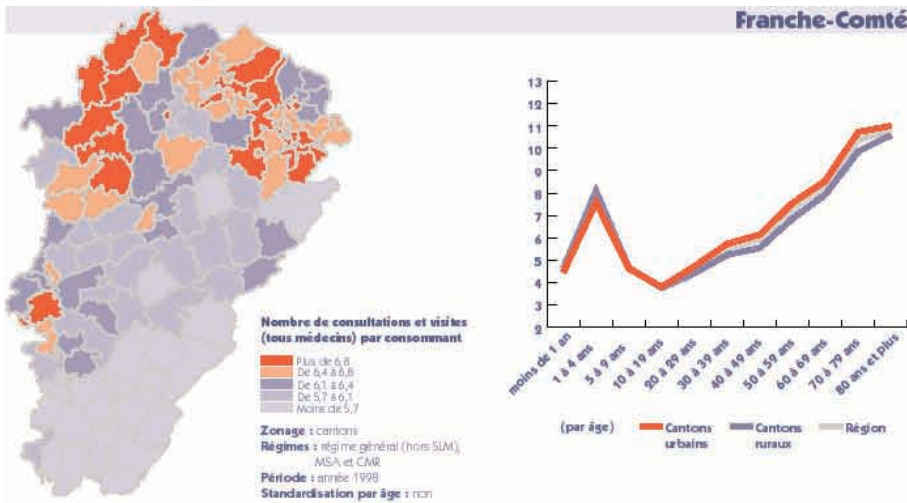 Franche-Comté
Nombre de consultations et visites
(tous médecins) par consommant
Plus de 6,8
De 6,4 à 6,8
De 6,1 à 6,4
De 5,7 à 6,1
Moins de 5,7
Zonage : cantons
Régimes : régime général (hors SLM),
MSA et CMR
Période : année 1998
Standardisation par âge : non
13
12
11
10
9
8
7
6
5
4
3
2
moins de 1 an
1 à 4 ans
5 à 9 ans
10 à 19 ans
20 à 29 ans
30 à 39 ans
40 à 49 ans
50 à 59 ans
60 à 69 ans
70 à 79 ans
80 ans et plus
(par âge)
Cantons
urbains
Cantons
ruraux
Région